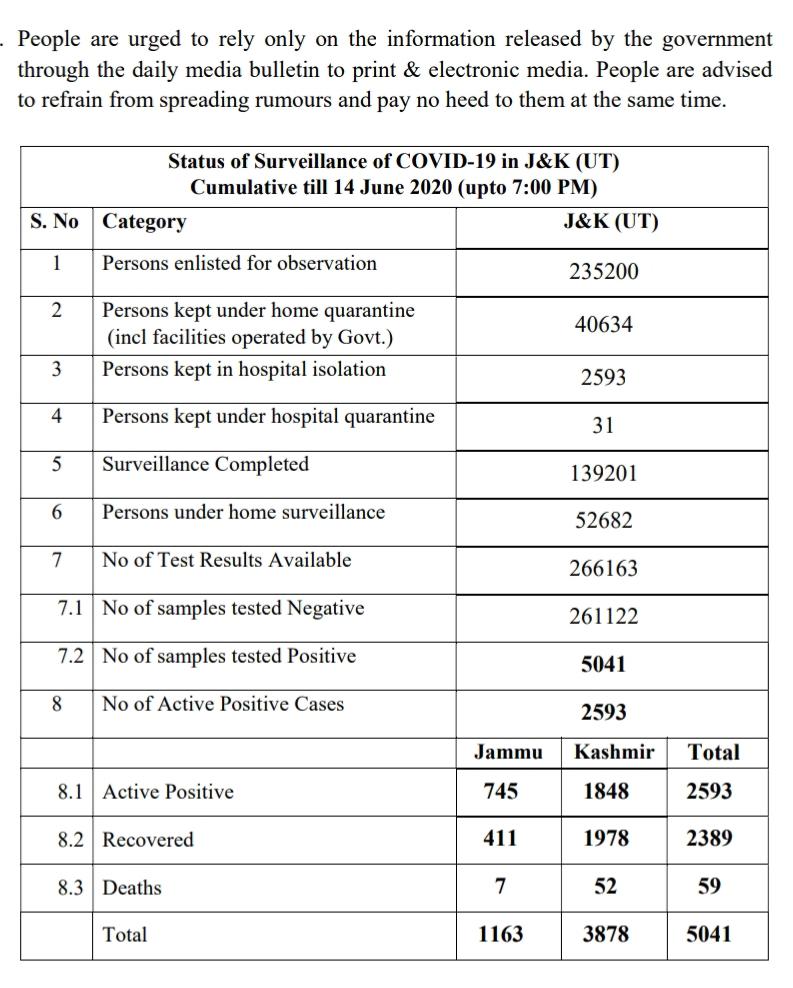 . People are urged to rely only on the information released by the government
through the daily media bulletin to print & electronic media. People are advised
to refrain from spreading rumours and pay no heed to them at the same time.
Status of Surveillance of COVID-19 in J&K (UT)
Cumulative till 14 June 2020 (upto 7:00 PM)
S. No Category J&K (UT)
1 Persons enlisted for observation 235200
2 Persons kept under home quarantine
(incl facilities operated by Govt.) 40634
3 Persons kept in hospital isolation 2593
4 Persons kept under hospital quarantine 31
5 Surveillance Completed 139201
6 Persons under home surveillance 52682
7 No of Test Results Available 266163
7.1 No of samples tested Negative 261122
7.2 No of samples tested Positive 5041
8 No of Active Positive Cases 2593
Jammu Kashmir Total
8.1 Active Positive 745 1848 2593
8.2 Recovered 411 1978 2389
8.3 Deaths 7 52 59
Total 1163 3878 5041